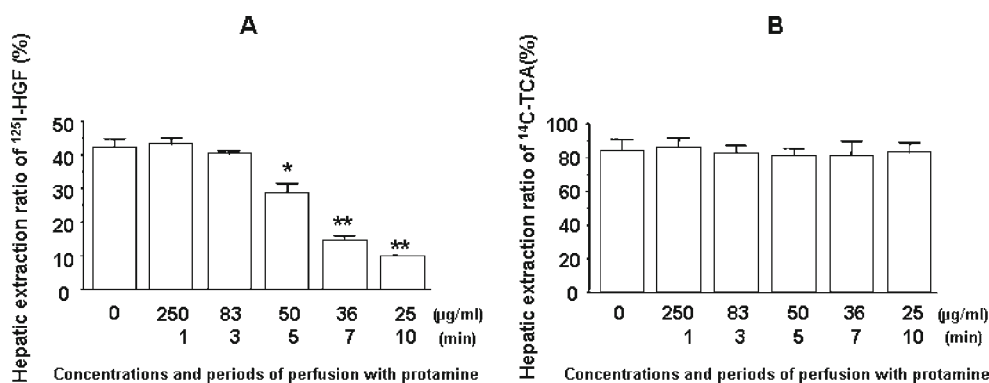 A
Hepatic extraction ratio of ¹²⁵I-HGF (%)
50
40
30
20
10
0
*
**
**
0 250 83 50 36 25 (µg/ml)
1 3 5 7 10 (min)
Concentrations and periods of perfusion with protamine
B
Hepatic extraction ratio of ¹⁴C-TCA(%)
100
80
60
40
20
0
0 250 83 50 36 25 (µg/ml)
1 3 5 7 10 (min)
Concentrations and periods of perfusion with protamine